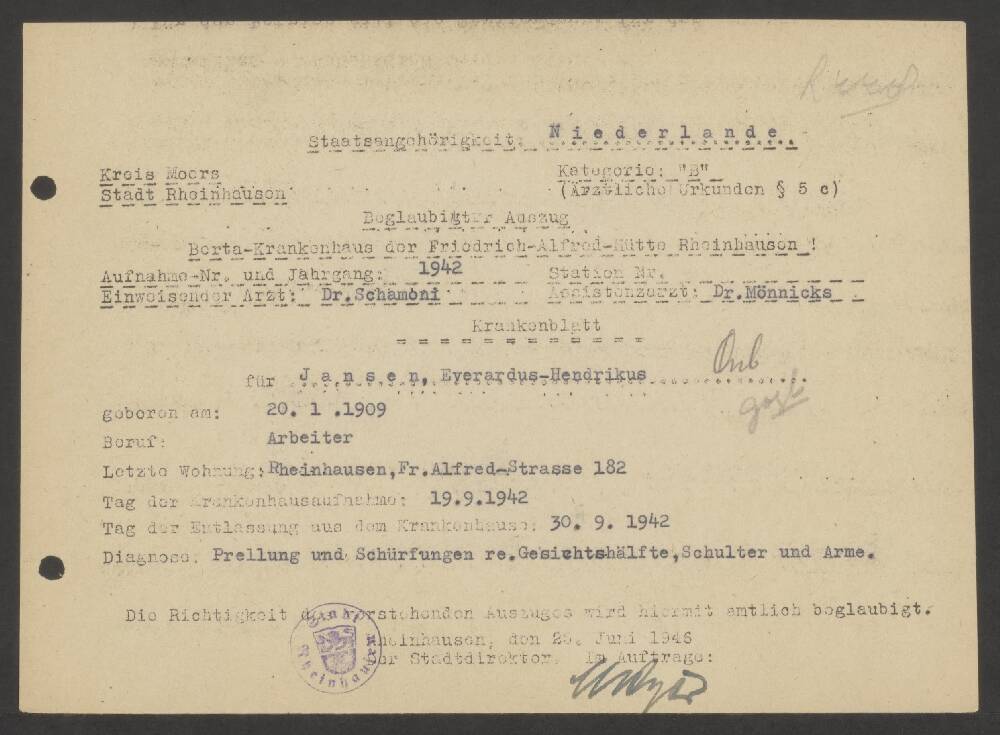 Staatsangehörigkeit: Niederlande
Kreis Moers
Kategorie: "B"
Stadt Rheinhausen
(Ärztliche Urkunden § 5 c)
Beglaubigter Auszug
Berta-Krankenhaus der Friedrich-Alfred-Hütte Rheinhausen !
Aufnahme-Nr. und Jahrgang: 1942 Station Nr.
Einweisender Arzt: Dr.Schamoni Assistenzarzt: Dr.Mönnicks
Krankenblatt
für Jansen, Everardus-Hendrikus
geboren am: 20. 1 .1909
Beruf: Arbeiter
Letzte Wohnung: Rheinhausen,Fr.Alfred-Strasse 182
Tag der Krankenhausaufnahme: 19.9.1942
Tag der Entlassung aus dem Krankenhause: 30. 9. 1942
Diagnose: Prellung und Schürfungen re.Gesichtshälfte,Schulter und Arme.
Die Richtigkeit des vorstehenden Auszuges wird hiermit amtlich beglaubigt.
Rheinhausen, den Juni 1946
Der Stadtdirektor. Im Auftrage:
Stadt Rheinhausen